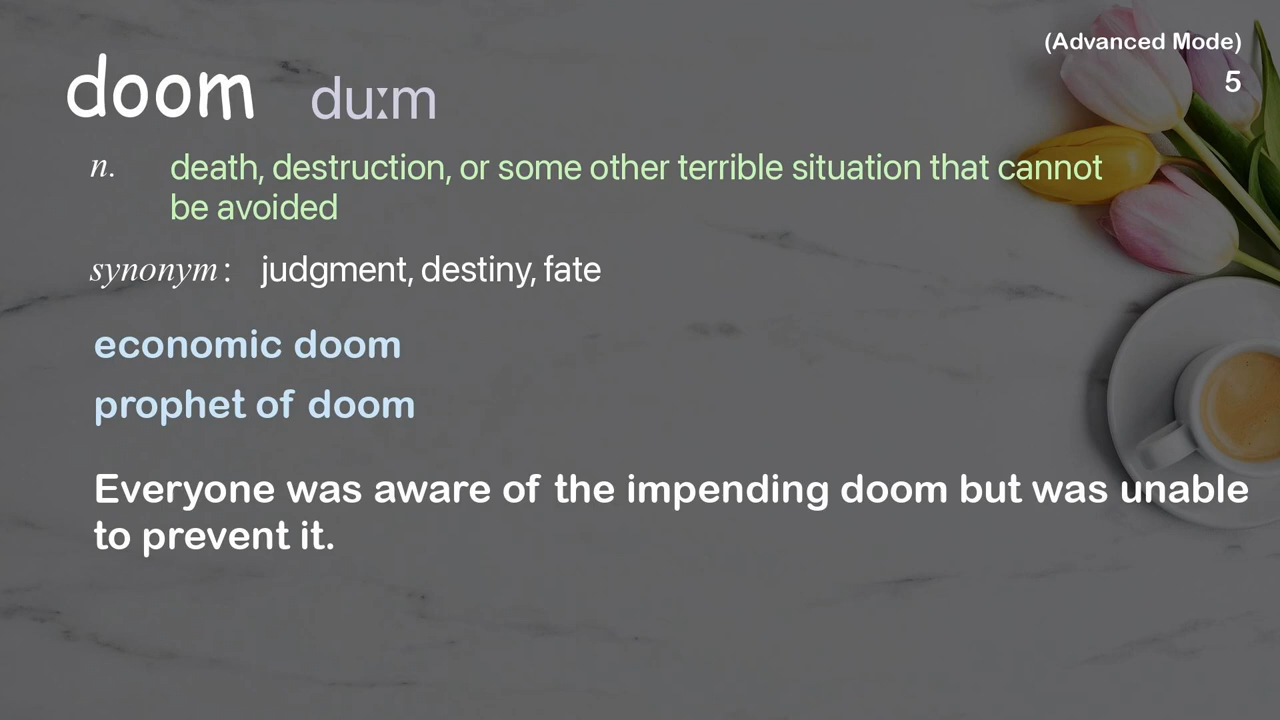 (Advanced Mode)
5
doom duːm
n. death, destruction, or some other terrible situation that cannot
be avoided
synonym: judgment, destiny, fate
economic doom
prophet of doom
Everyone was aware of the impending doom but was unable
to prevent it.